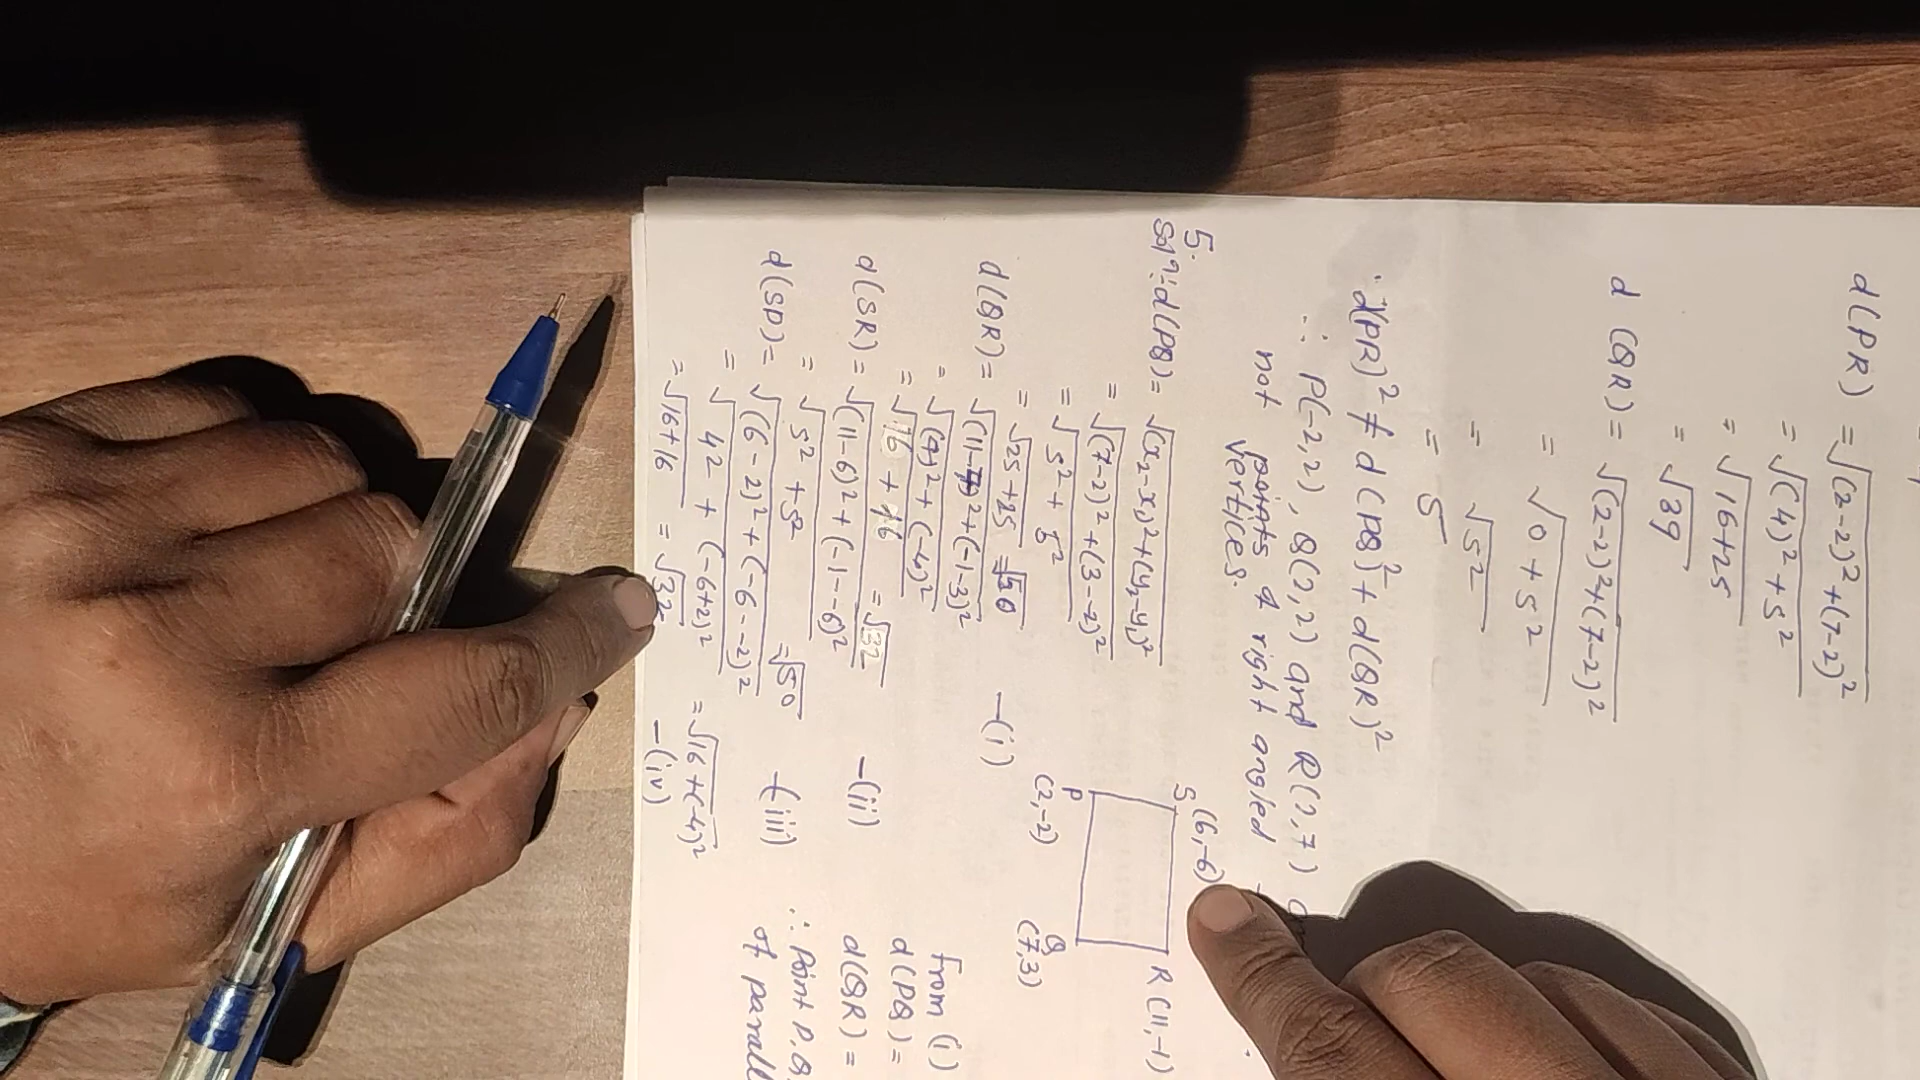 d(PR) = √(2-2)²+(7-2)²
= √(4)²+5²
= √16+25
= √39
d(QR) = √(2-2)²+(7-2)²
= √0+5²
= √5²
= 5
d(PR)² ≠ d(PQ)² + d(QR)²
∴ P(-2,2), Q(2,2) and R(2,7)
not points of right angled
vertices.
5.
Solⁿ: d(PQ) = √(x₂-x₁)²+(y₂-y₁)²
= √(7-2)²+(3--2)²
= √5²+5²
= √25+25 = √50 -(i)
S (6,-6)
R (11,-1)
P
(2,-2)
Q
(7,3)
d(QR) = √(11-7)²+(-1-3)²
= √(4)²+(-4)²
= √16+16 = √32 -(ii)
d(SR) = √(11-6)²+(-1--6)²
= √5²+5² = √50 -(iii)
d(SP) = √(6-2)²+(-6--2)²
= √42+(-6+2)² = √16+(-4)²
= √16+16 = √32 -(iv)
from (i)
d(PQ) =
d(QR) =
∴ Point P, Q,
of parall